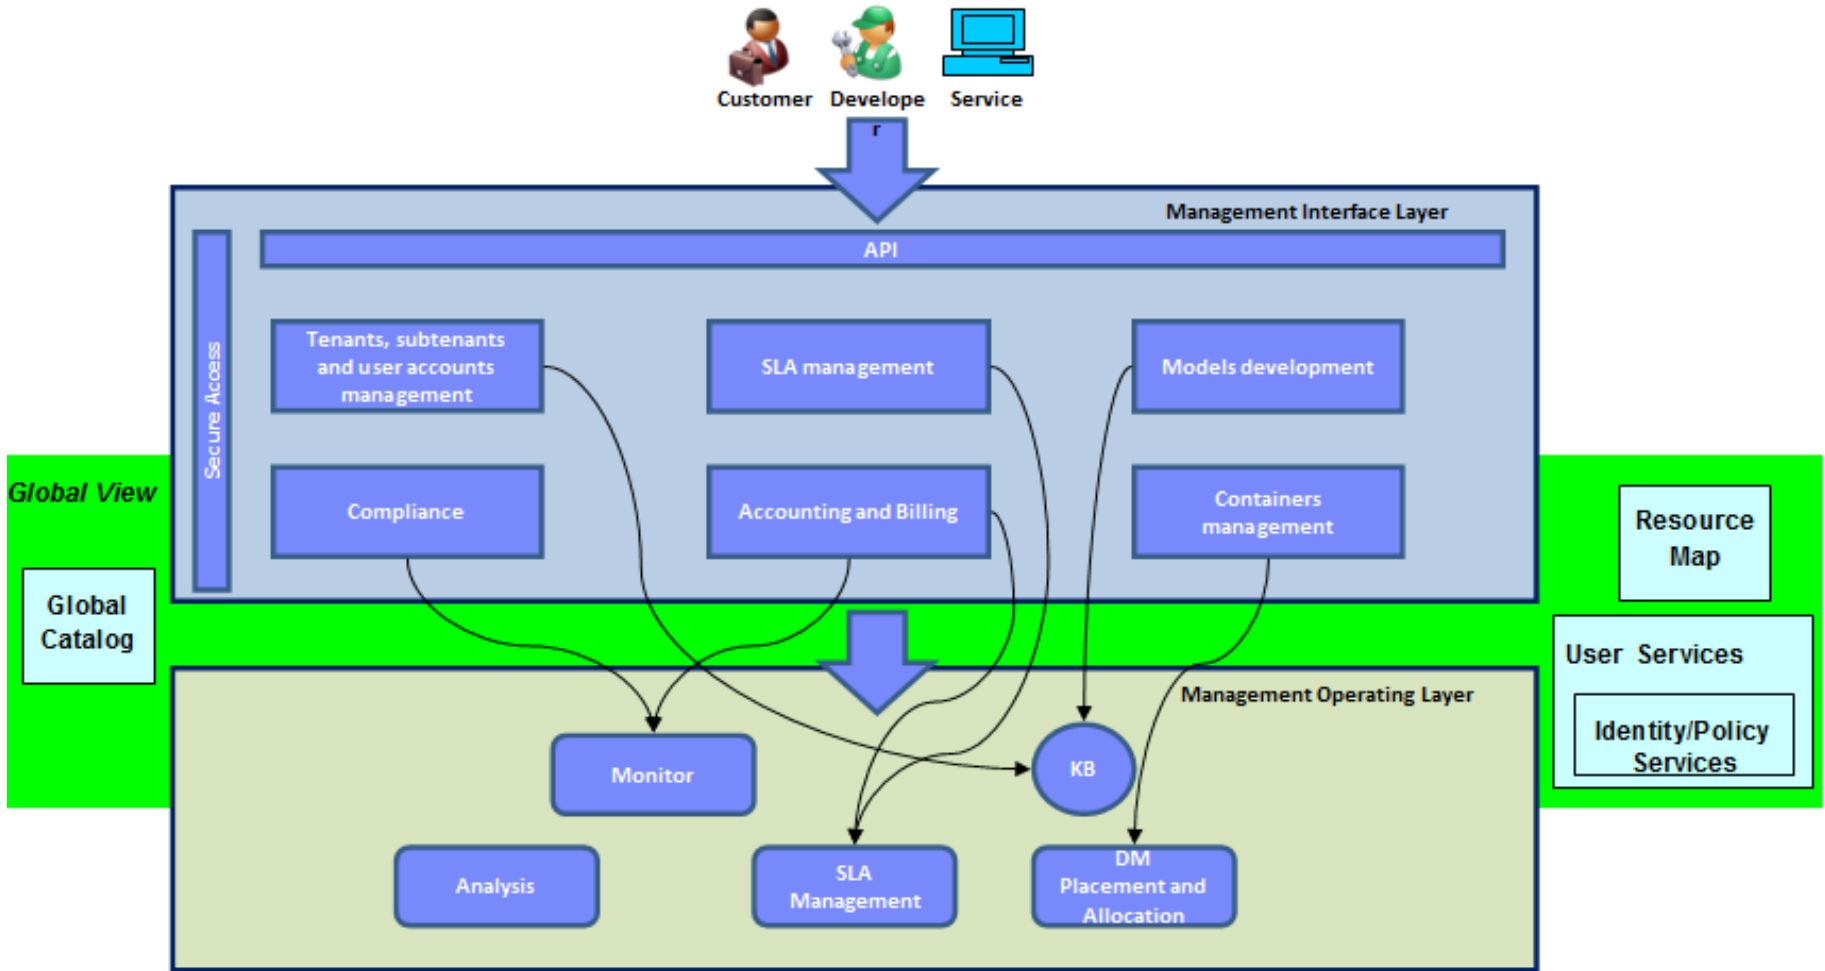 Customer
Develope
r
Service
Management Interface Layer
API
Secure Access
Tenants, subtenants
and user accounts
management
SLA management
Models development
Compliance
Accounting and Billing
Containers
management
Global View
Global
Catalog
Resource
Map
User Services
Identity/Policy
Services
Management Operating Layer
Monitor
KB
Analysis
SLA
Management
DM
Placement and
Allocation